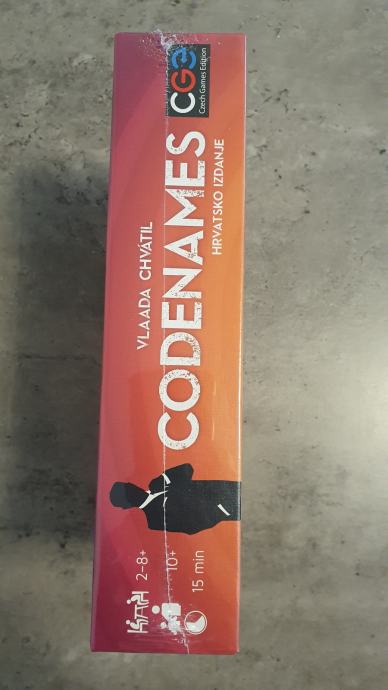 CGE
Czech Games Edition
VLAADA CHVÁTIL
CODENAMES
HRVATSKO IZDANJE
2-8+
10+
15 min